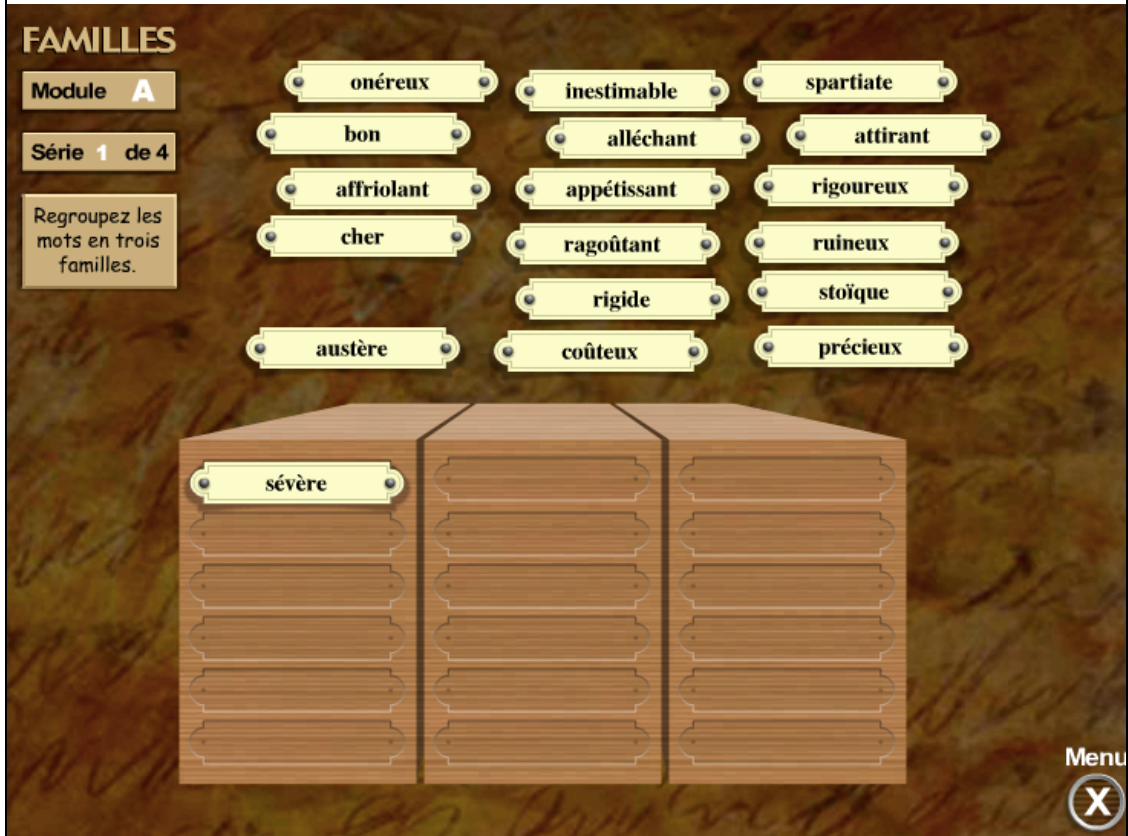 FAMILLES
Module A
Série 1 de 4
Regroupez les
mots en trois
familles.
onéreux
inestimable
spartiate
bon
alléchant
attirant
affriolant
appétissant
rigoureux
cher
ragoûtant
ruineux
rigide
stoïque
austère
coûteux
précieux
sévère
Menu
X